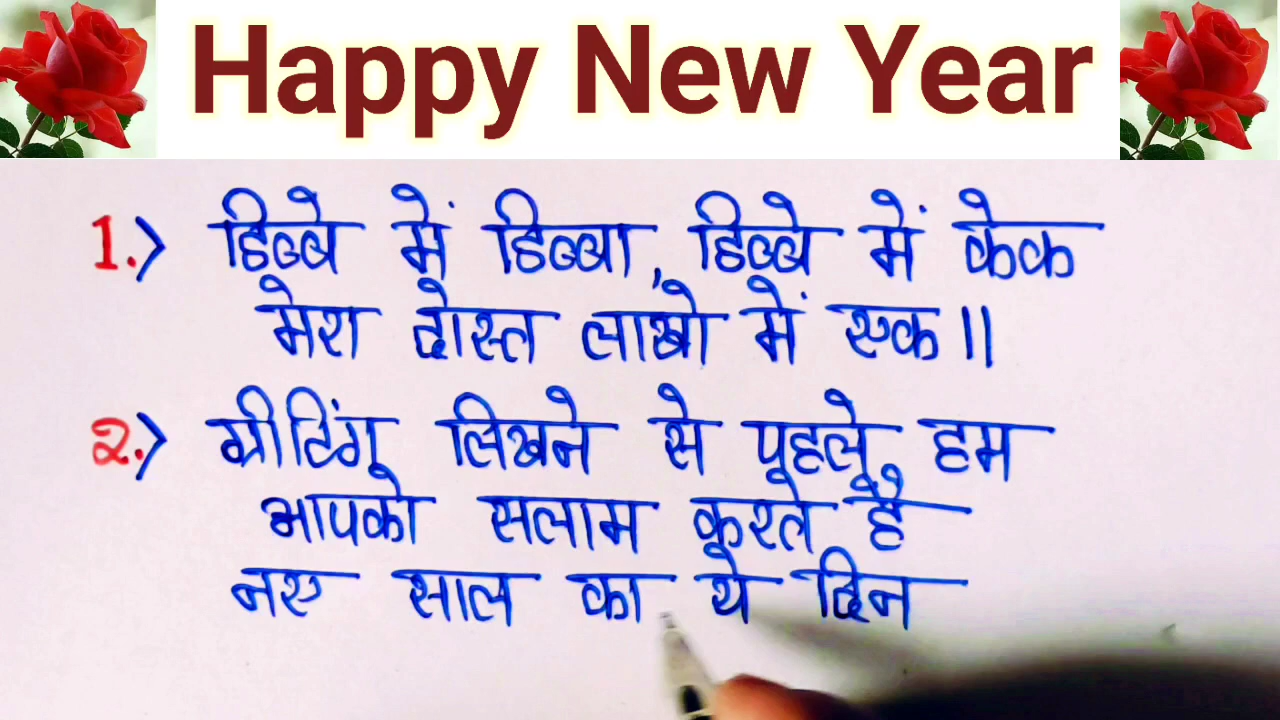 Happy New Year
1.> डिब्बे में डिब्बा, डिब्बे में केक
मेरा दोस्त लाखो में एक ॥
2.> ग्रीटिंग लिखने से पहले हम
आपको सलाम करते है
नए साल का ये दिन